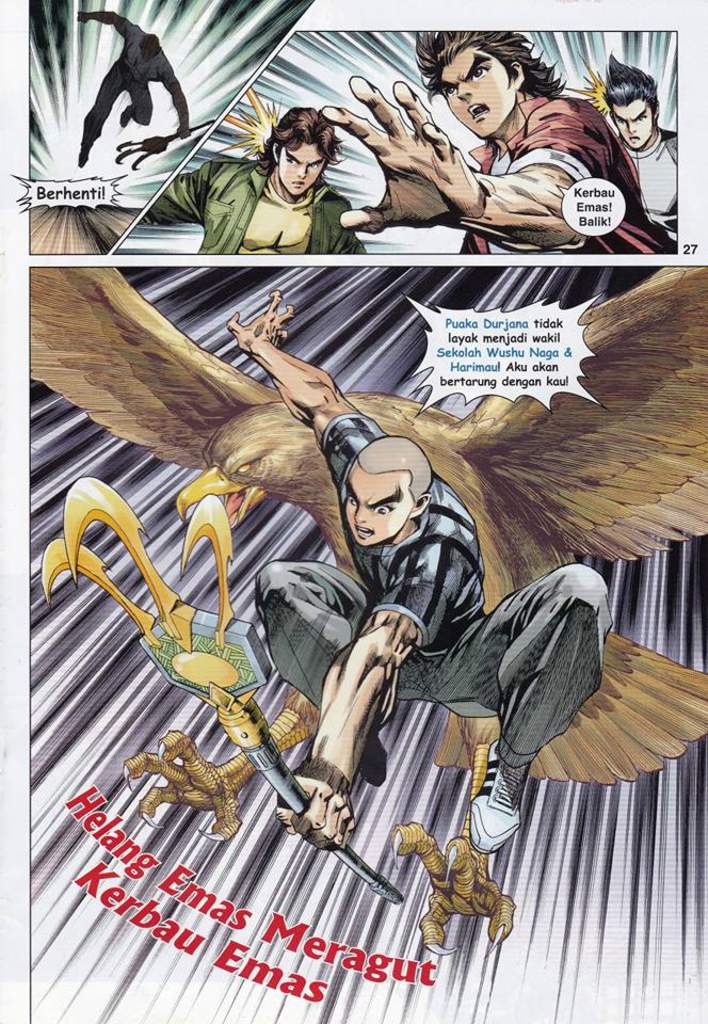 Berhenti!
Kerbau
Emas!
Balik!
27
Puaka Durjana tidak
layak menjadi wakil
Sekolah Wushu Naga &
Harimau! Aku akan
bertarung dengan kau!
Helang Emas Meragut
Kerbau Emas